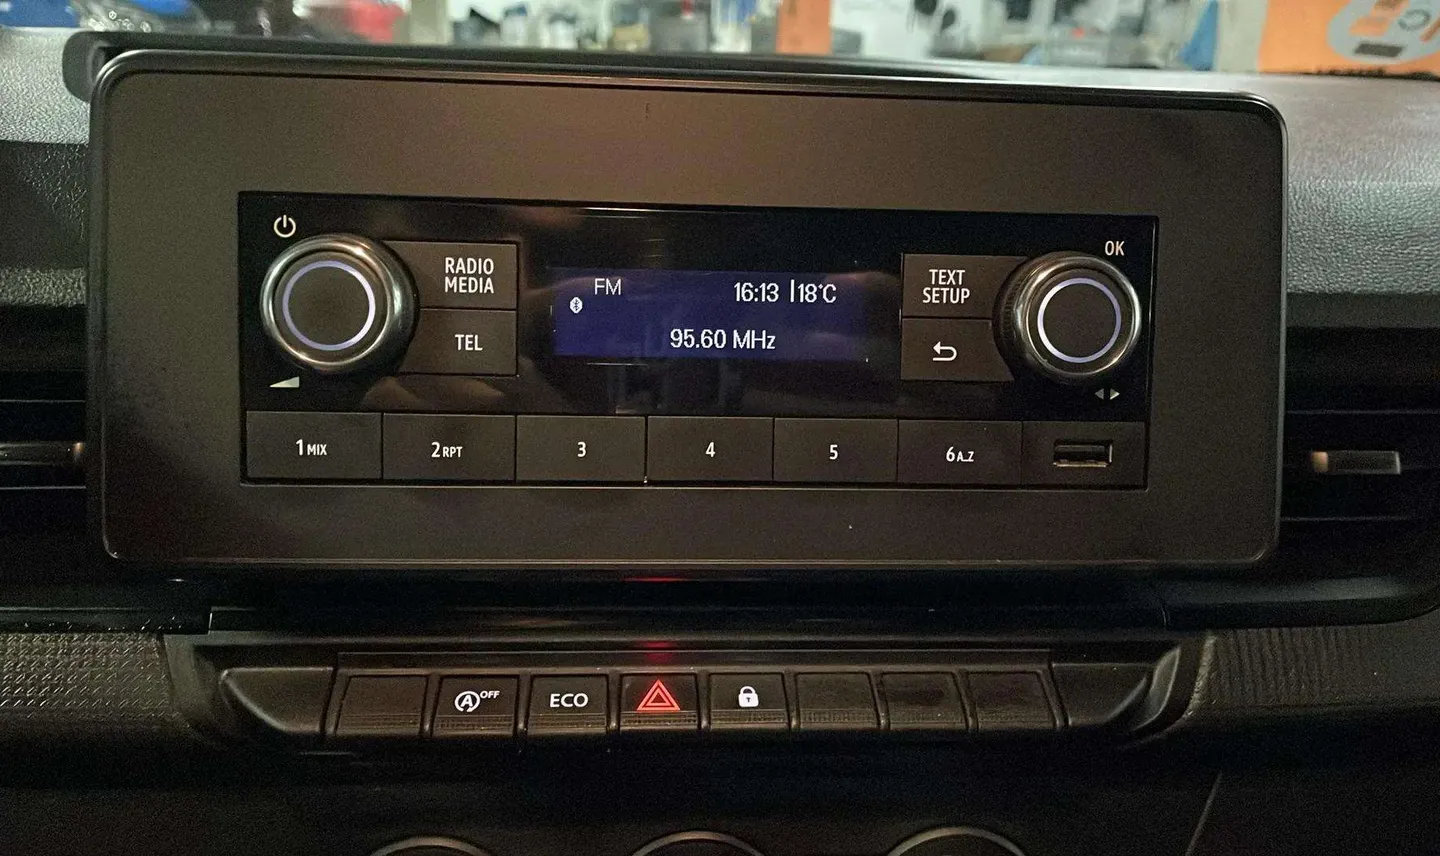 OK
RADIO
MEDIA
TEL
FM
16:13 18°C
95.60 MHz
TEXT
SETUP
1 MIX
2 RPT
3
4
5
6 A_Z
A OFF
ECO